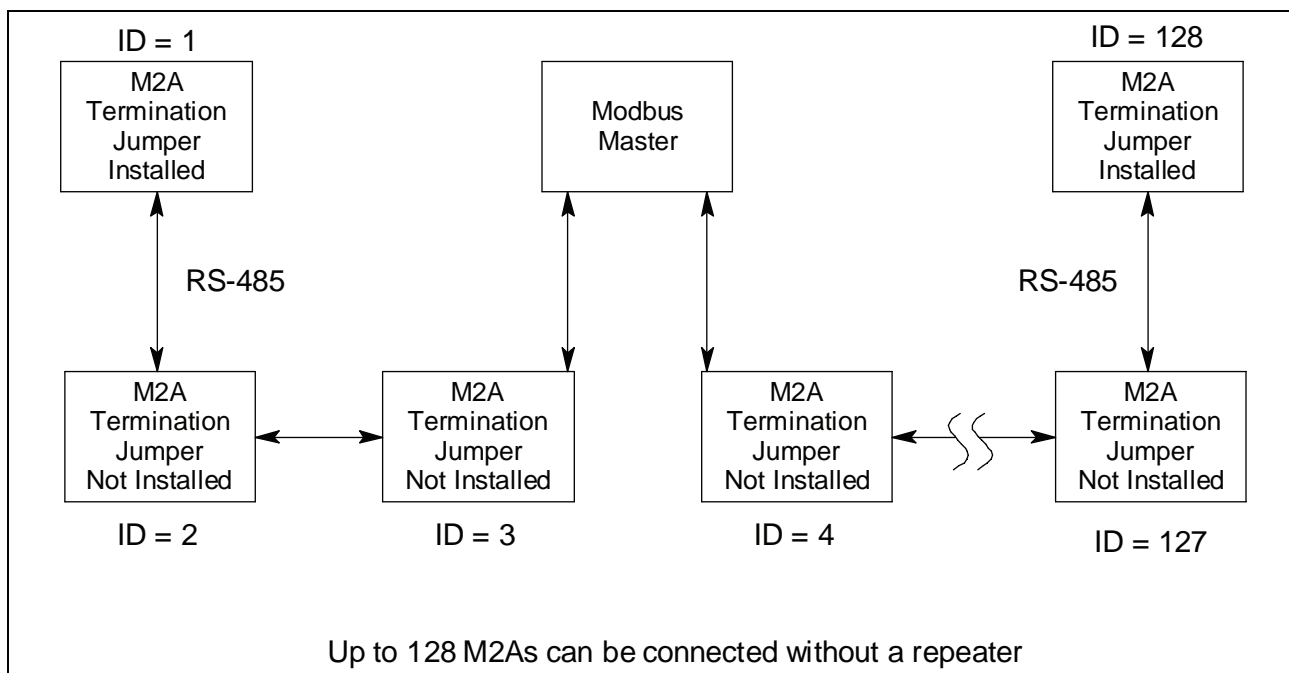 ID = 1
M2A
Termination
Jumper
Installed
Modbus
Master
ID = 128
M2A
Termination
Jumper
Installed
RS-485
RS-485
M2A
Termination
Jumper
Not Installed
ID = 2
M2A
Termination
Jumper
Not Installed
ID = 3
M2A
Termination
Jumper
Not Installed
ID = 4
M2A
Termination
Jumper
Not Installed
ID = 127
Up to 128 M2As can be connected without a repeater